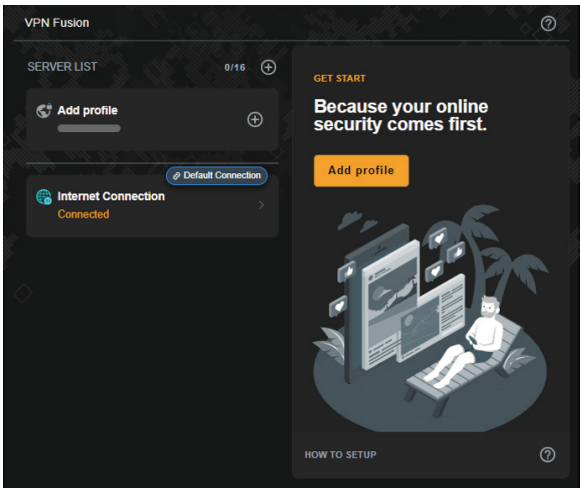 VPN Fusion
SERVER LIST 0/16
Add profile
Default Connection
Internet Connection
Connected
GET START
Because your online
security comes first.
Add profile
HOW TO SETUP